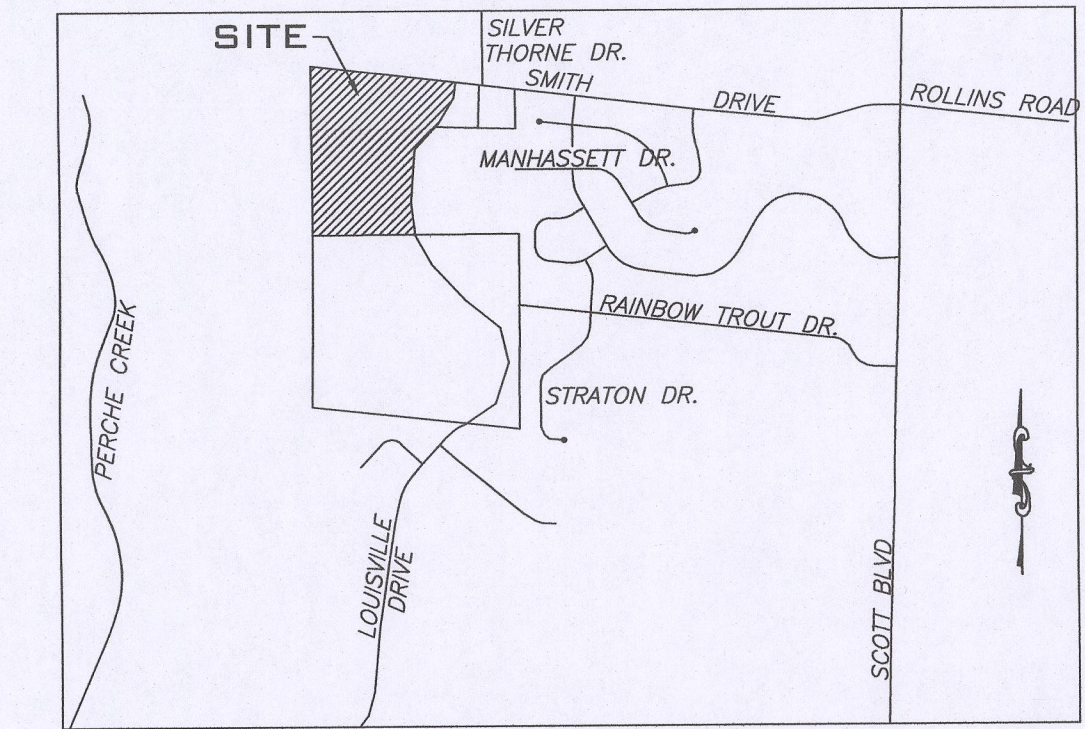 SITE
SILVER
THORNE DR.
SMITH
DRIVE
ROLLINS ROAD
MANHASSETT DR.
RAINBOW TROUT DR.
PERCHE CREEK
STRATON DR.
LOUISVILLE
DRIVE
SCOTT BLVD